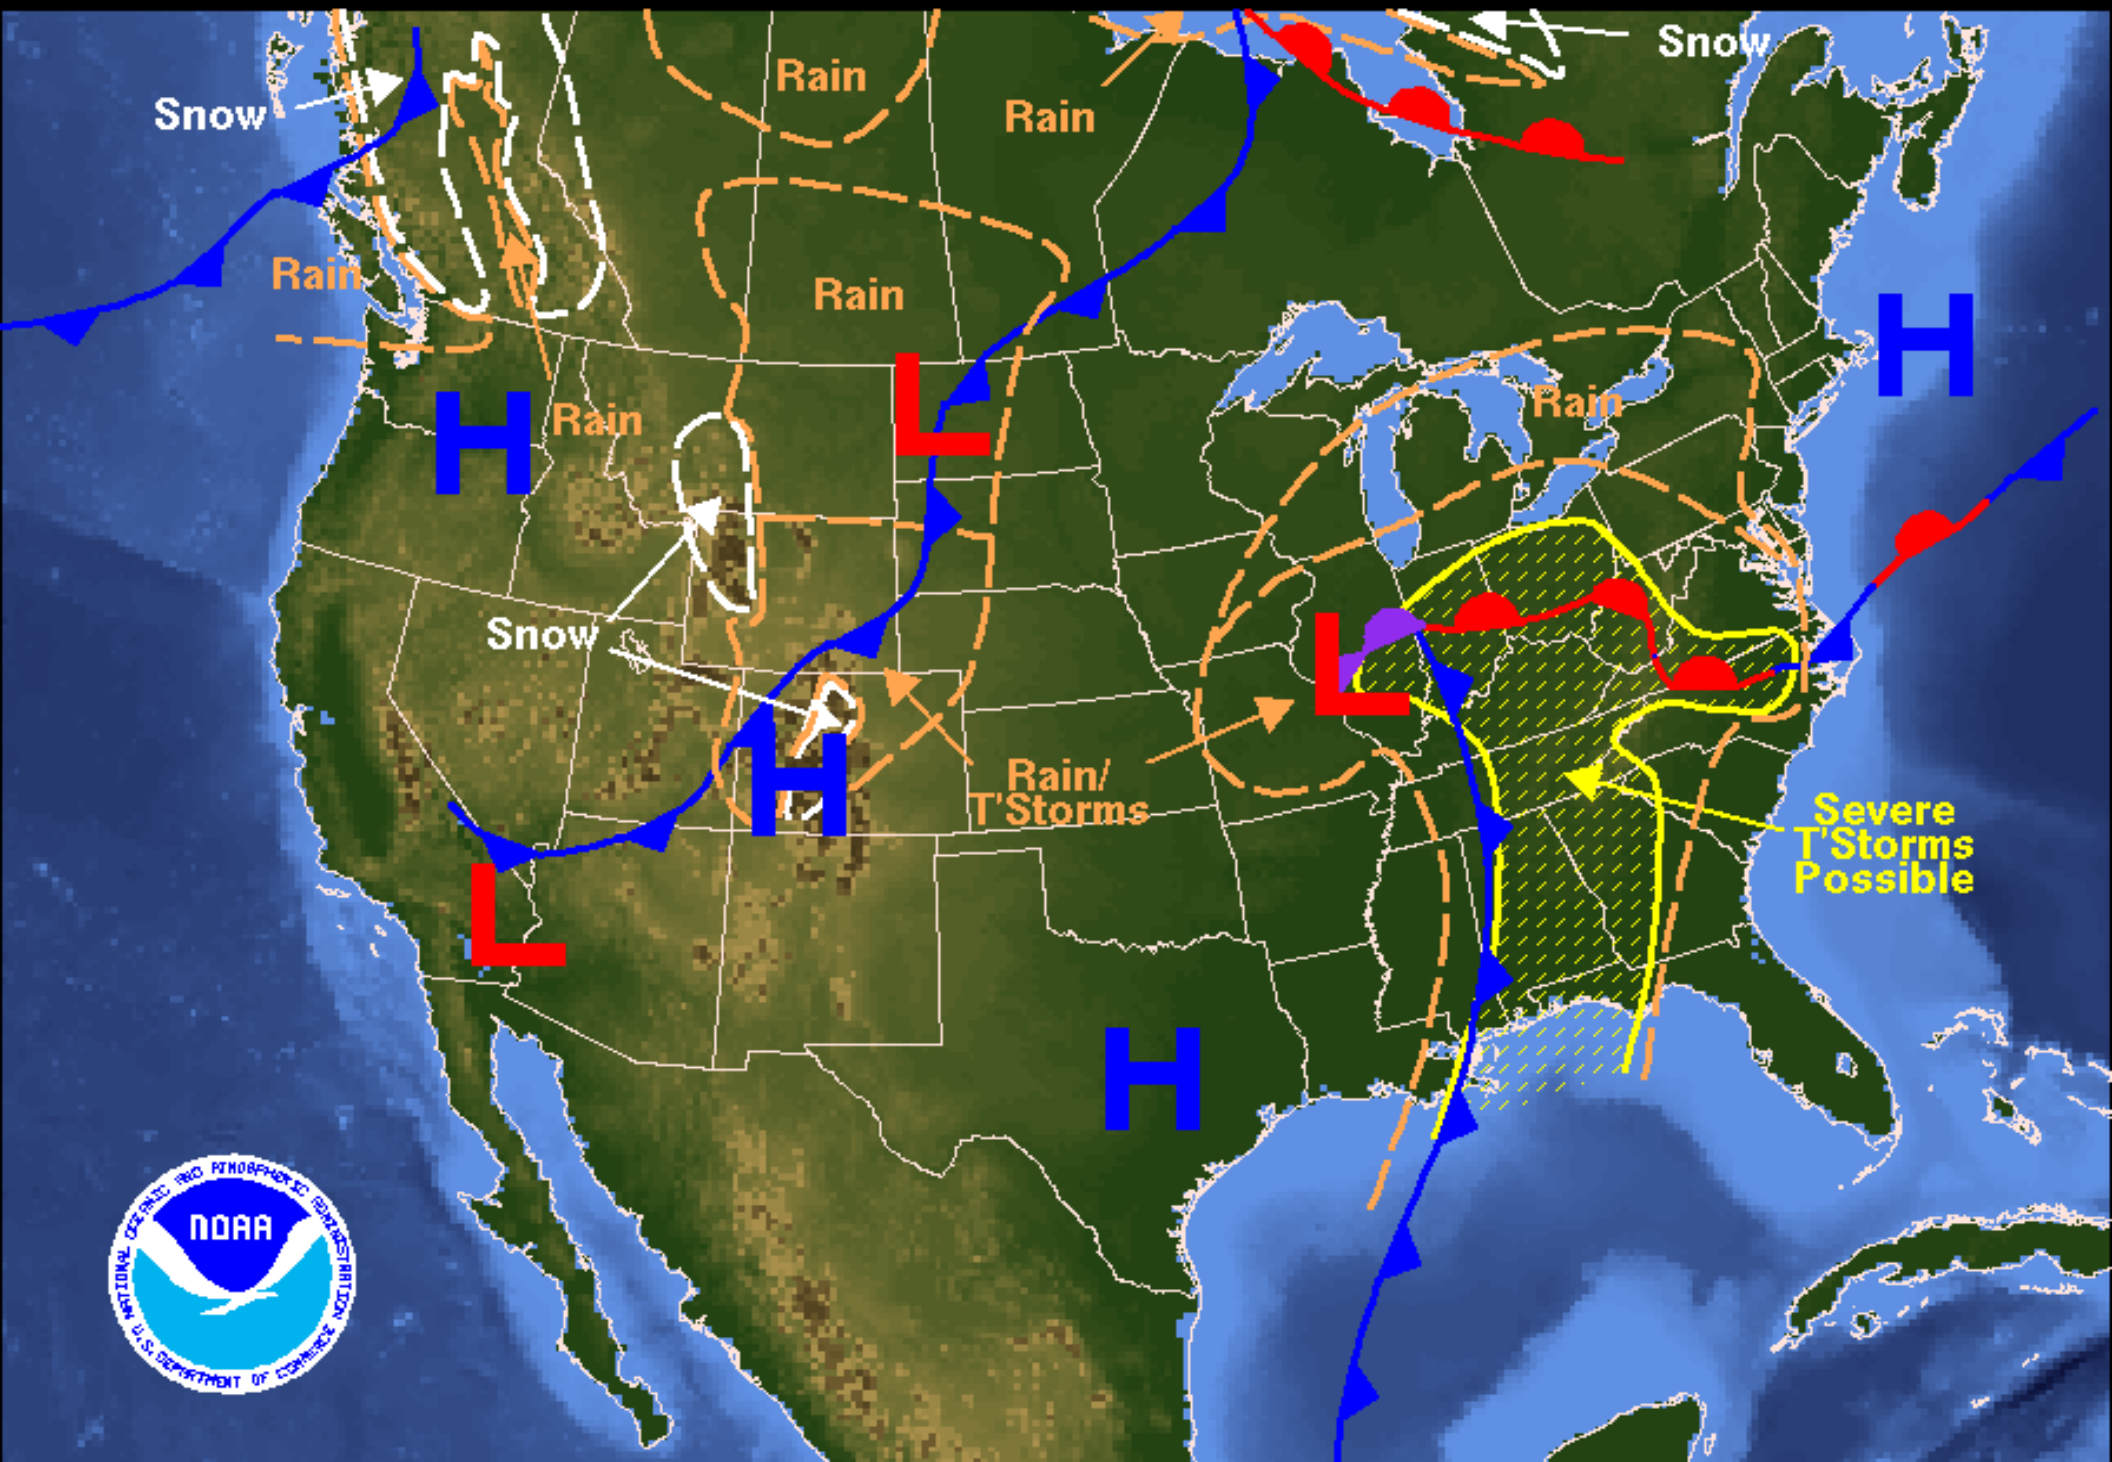 Snow
Rain
Rain
Snow
Rain
Rain
H
L
H
Rain
Rain
Snow
L
H
Rain/
T'Storms
Severe
T'Storms
Possible
L
H
NOAA
NATIONAL OCEANIC AND ATMOSPHERIC ADMINISTRATION
U.S. DEPARTMENT OF COMMERCE